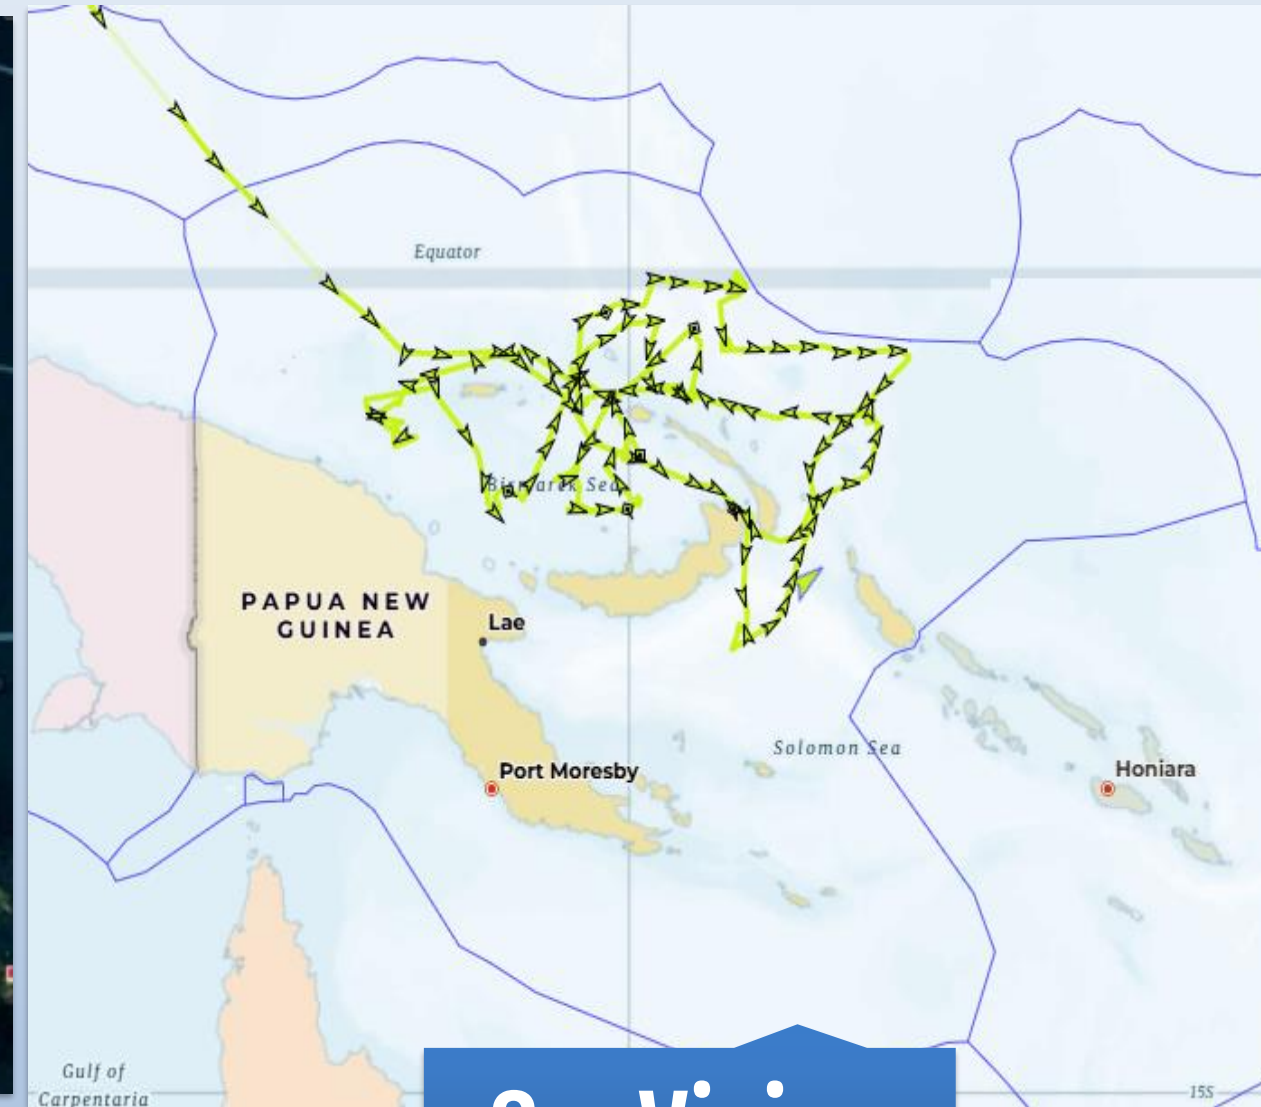 Equator
Bismarck Sea
PAPUA NEW
GUINEA
Lae
Solomon Sea
Port Moresby
Honiara
Gulf of
Carpentaria
15S